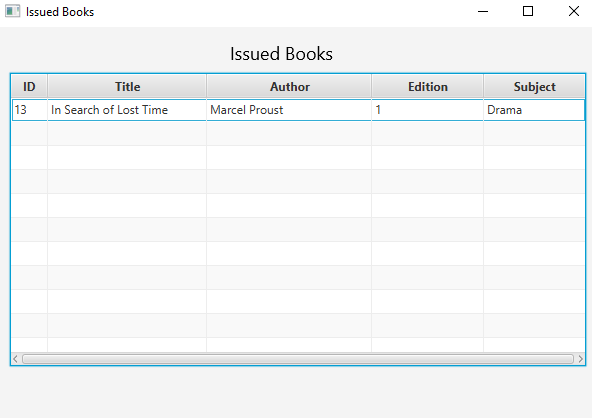 Issued Books
Issued Books
ID Title Author Edition Subject
13 In Search of Lost Time Marcel Proust 1 Drama